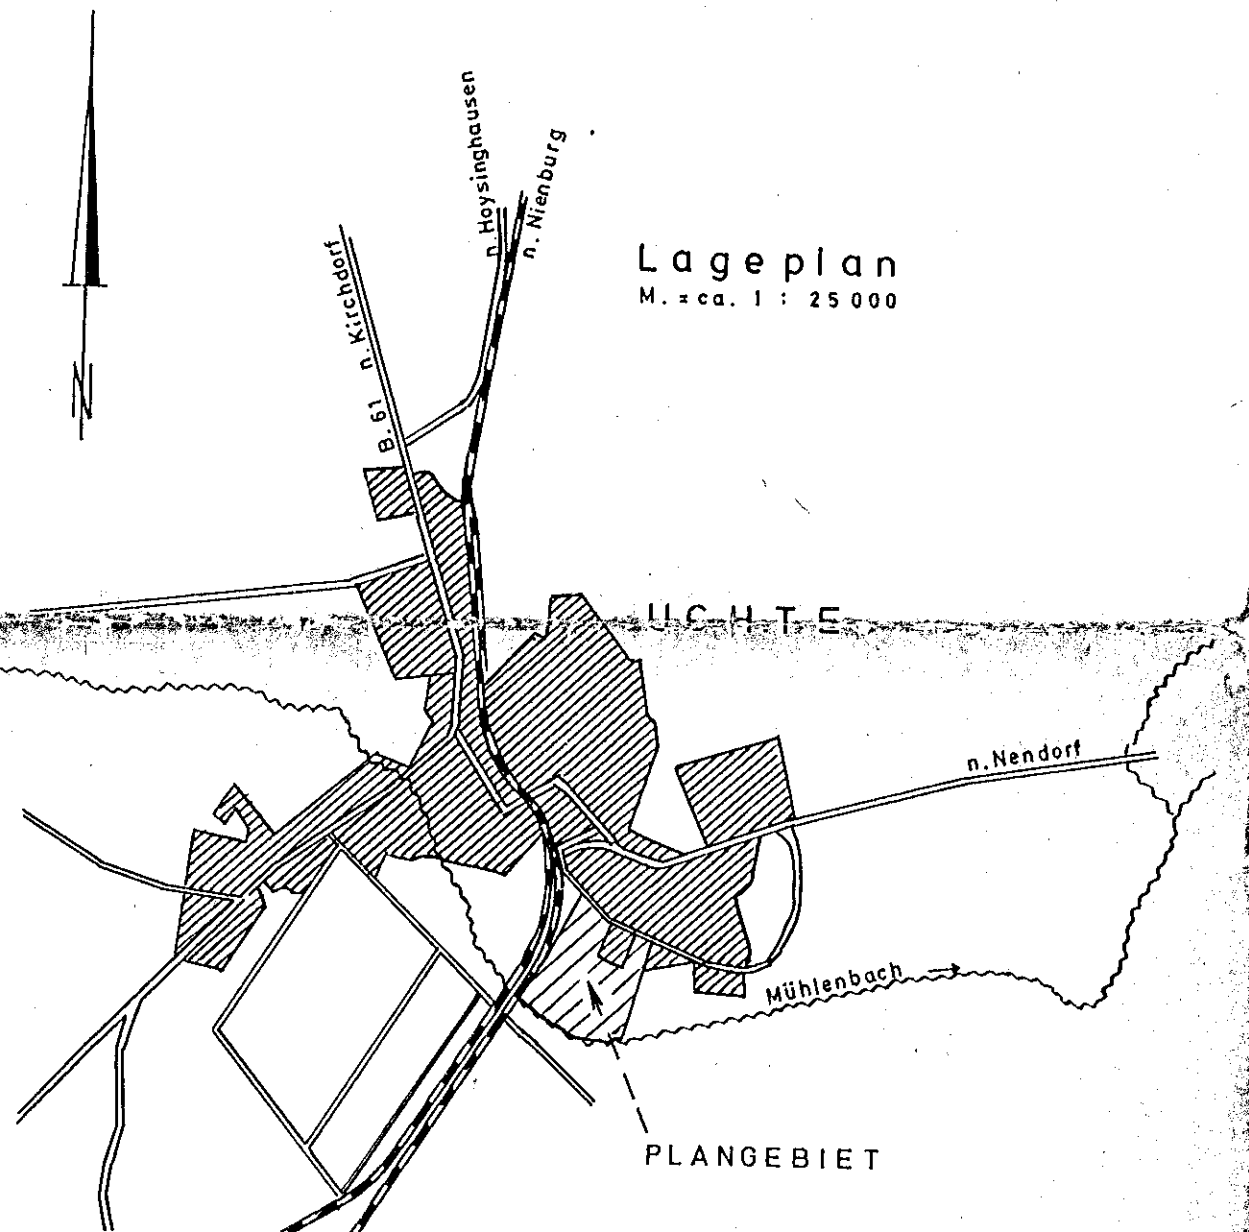 n. Hoysinghausen
n. Nienburg
Lageplan
M. = ca. 1 : 25 000
B. 61 n. Kirchdorf
N
UCHTE
n. Nendorf
Mühlenbach
PLANGEBIET